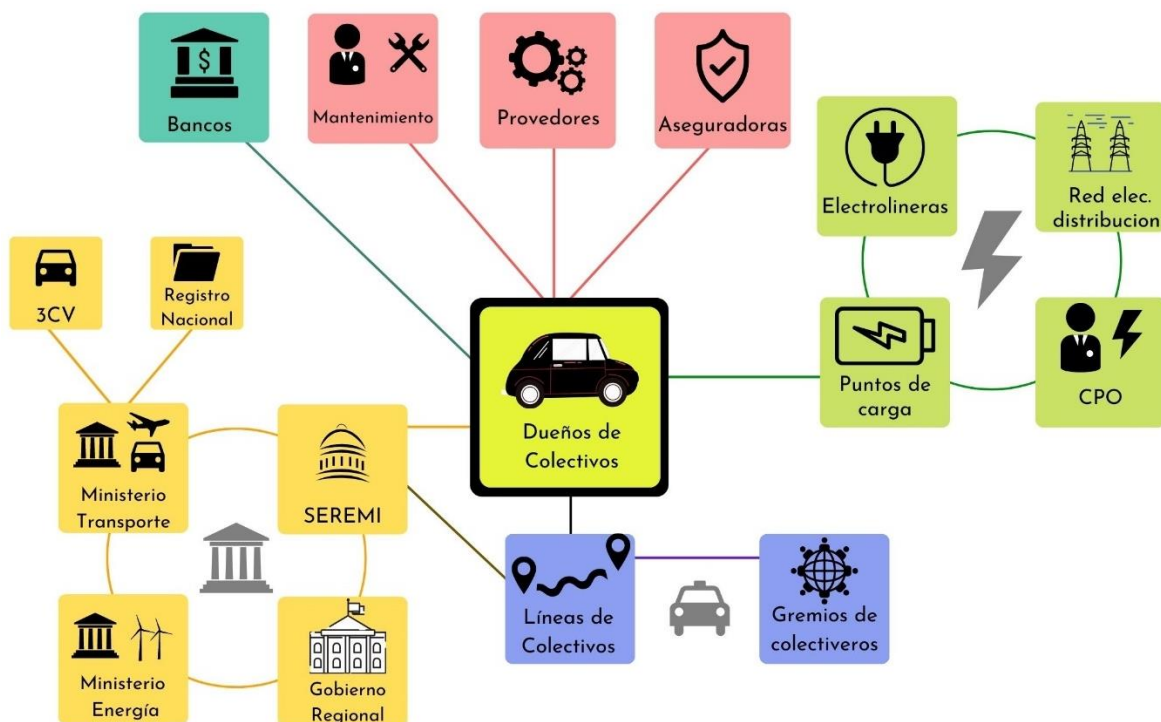 $
Bancos
Mantenimiento
Provedores
Aseguradoras
Electrolineras
Red elec.
distribucion
3CV
Registro
Nacional
Puntos de
carga
CPO
Dueños de
Colectivos
Ministerio
Transporte
SEREMI
Líneas de
Colectivos
Gremios de
colectiveros
Ministerio
Energía
Gobierno
Regional